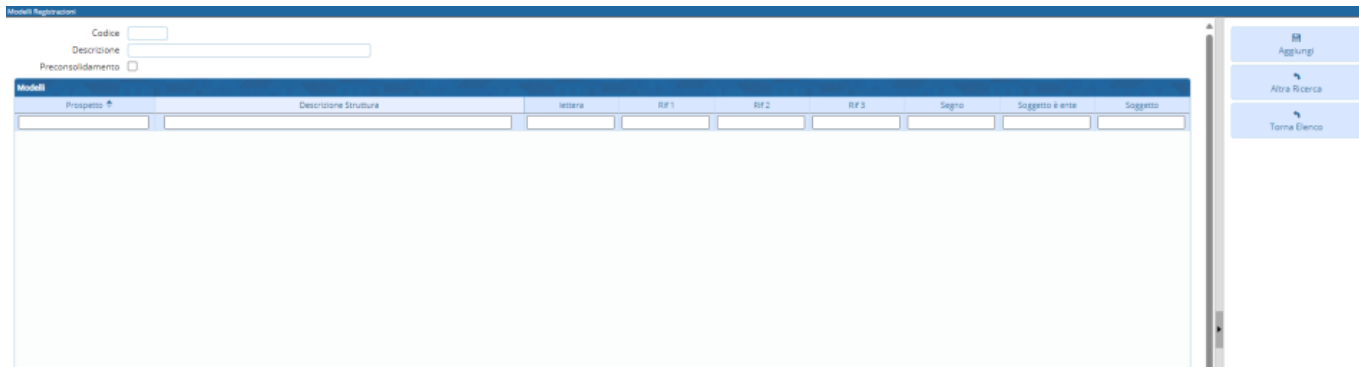 Modelli Registrazioni
Codice
Descrizione
Preconsolidamento
Modelli
Prospetto Descrizione Struttura lettera Rif 1 Rif 2 Rif 3 Segno Soggetto è ente Soggetto
Aggiungi
Altra Ricerca
Torna Elenco